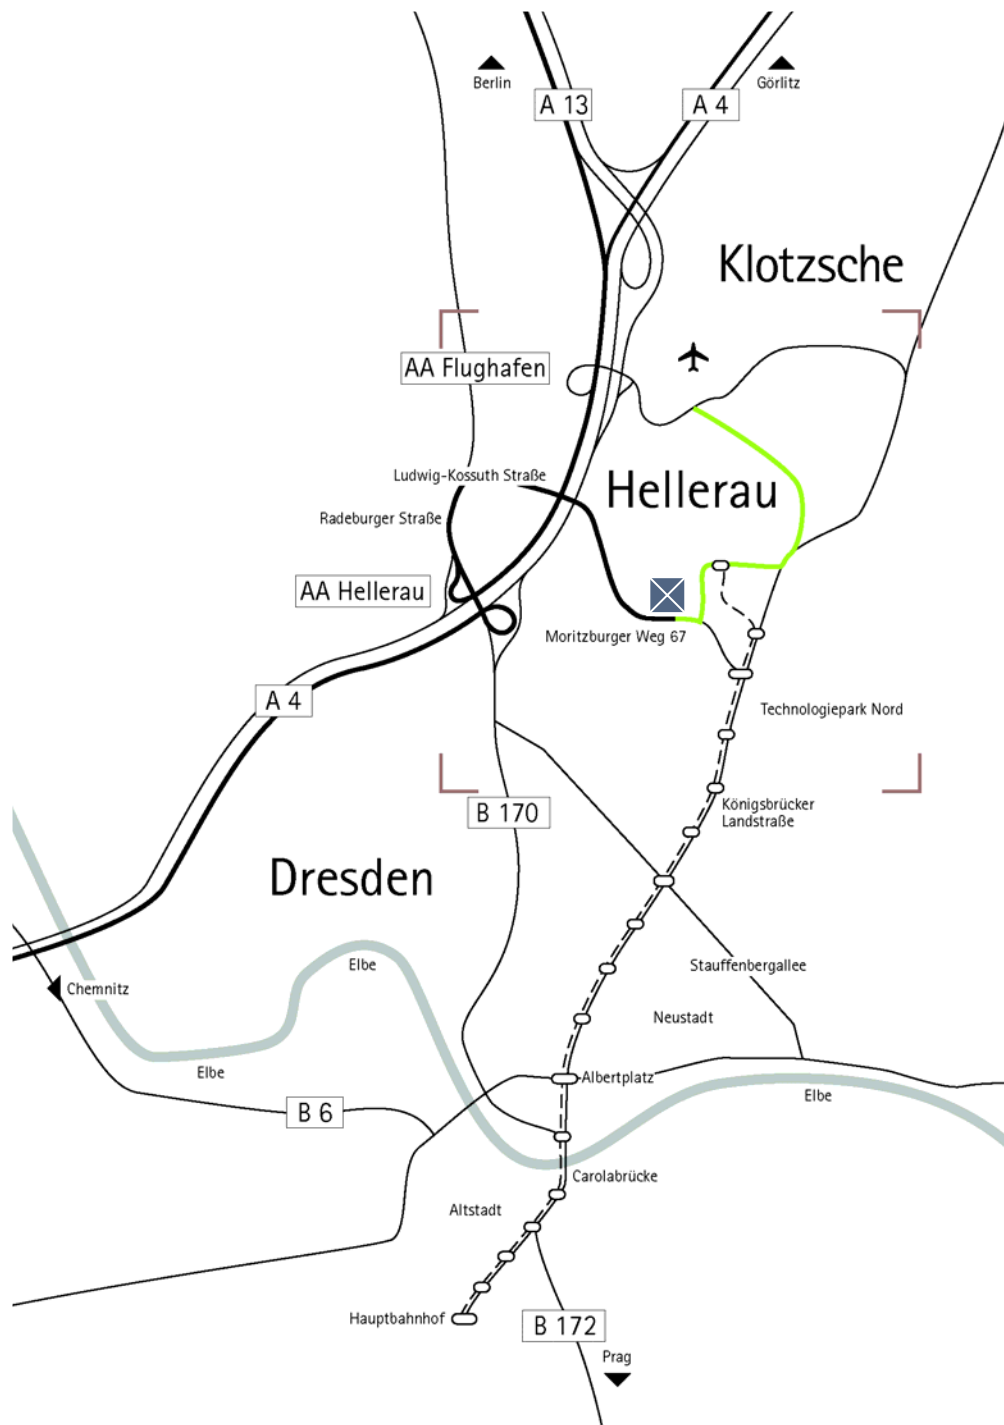 Berlin
Görlitz
A 13
A 4
Klotzsche
AA Flughafen
Ludwig-Kossuth Straße
Hellerau
Radeburger Straße
AA Hellerau
Moritzburger Weg 67
A 4
Technologiepark Nord
B 170
Königsbrücker
Landstraße
Dresden
Elbe
Stauffenbergallee
Chemnitz
Neustadt
Elbe
Albertplatz
Elbe
B 6
Carolabrücke
Altstadt
Hauptbahnhof
B 172
Prag